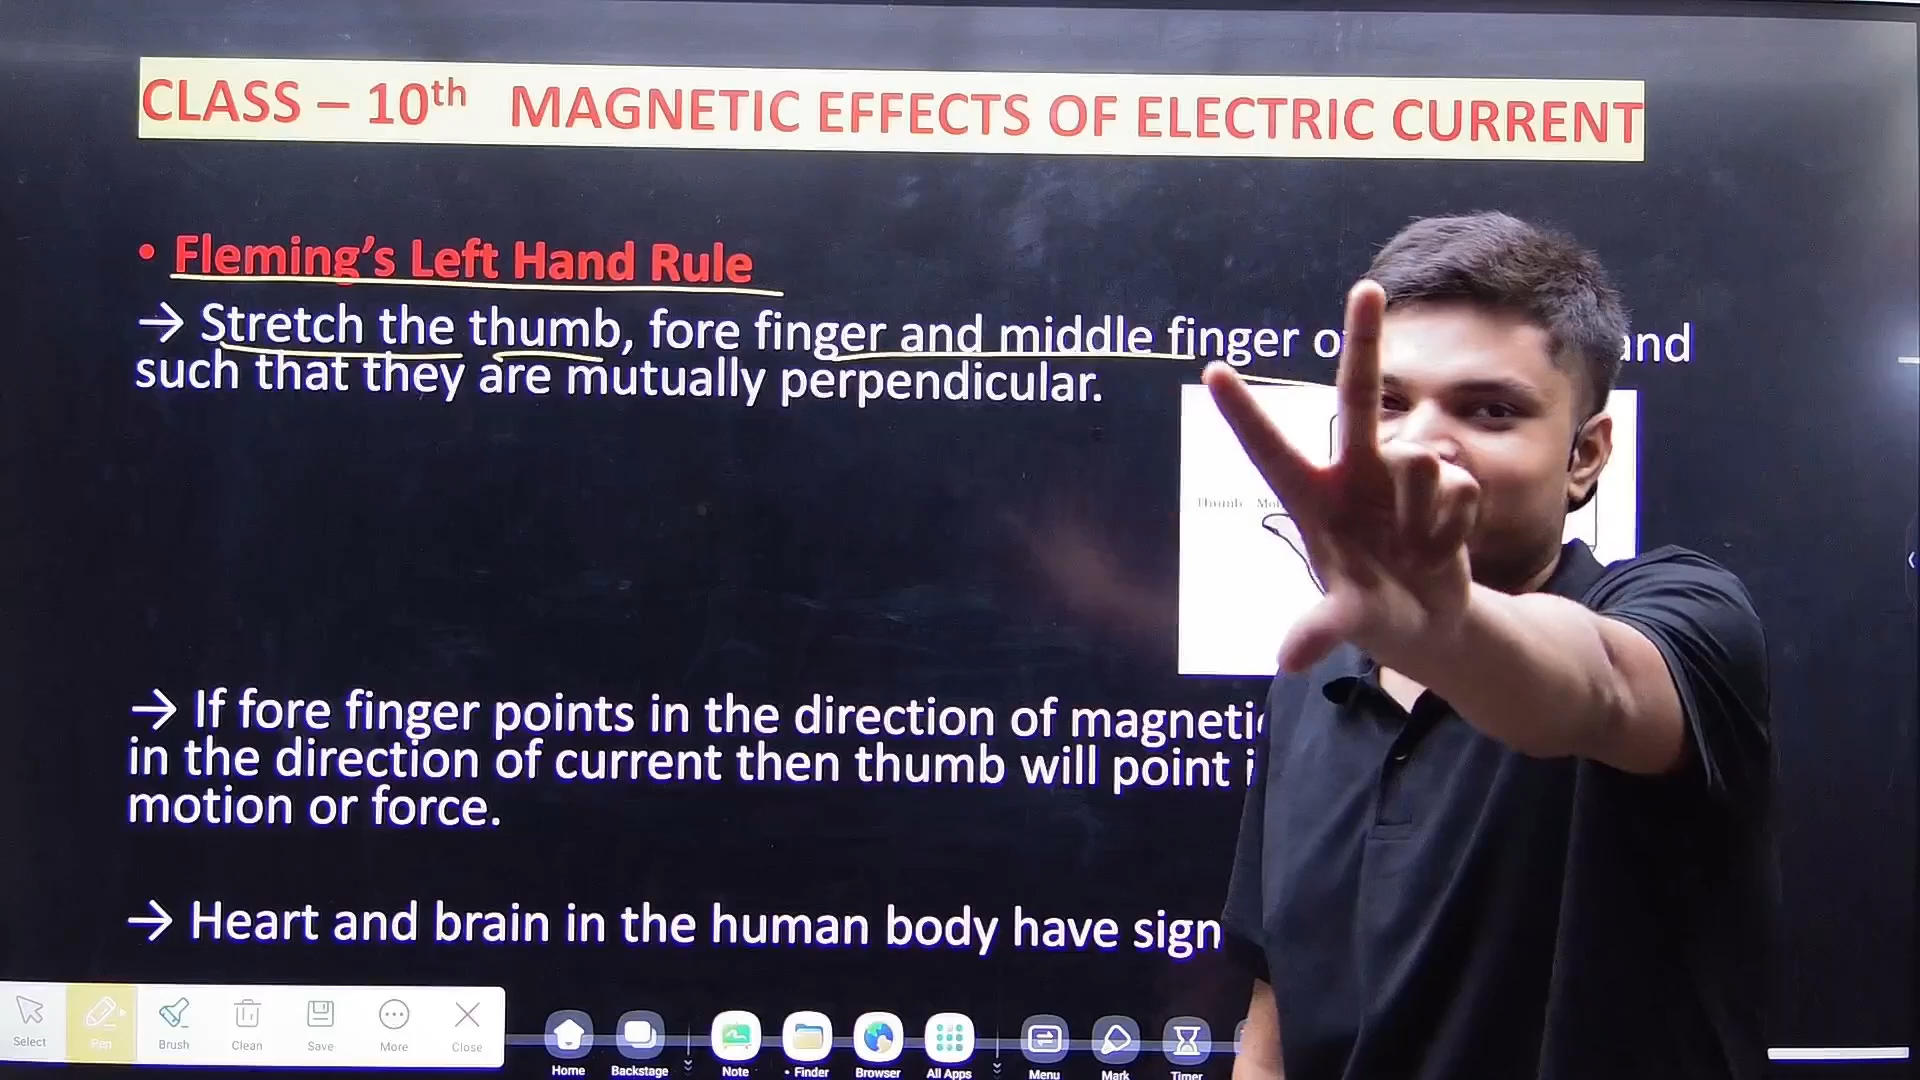 CLASS – 10th MAGNETIC EFFECTS OF ELECTRIC CURRENT
• Fleming's Left Hand Rule
→ Stretch the thumb, fore finger and middle finger
such that they are mutually perpendicular.
Thumb
→ If fore finger points in the direction of
in the direction of current then thumb will point
motion or force.
→ Heart and brain in the human body have
Select
Pen
Brush
Clean
Save
More
Close
Home
Backstage
Note
• Finder
Browser
All Apps
Menu
Mark
Timer